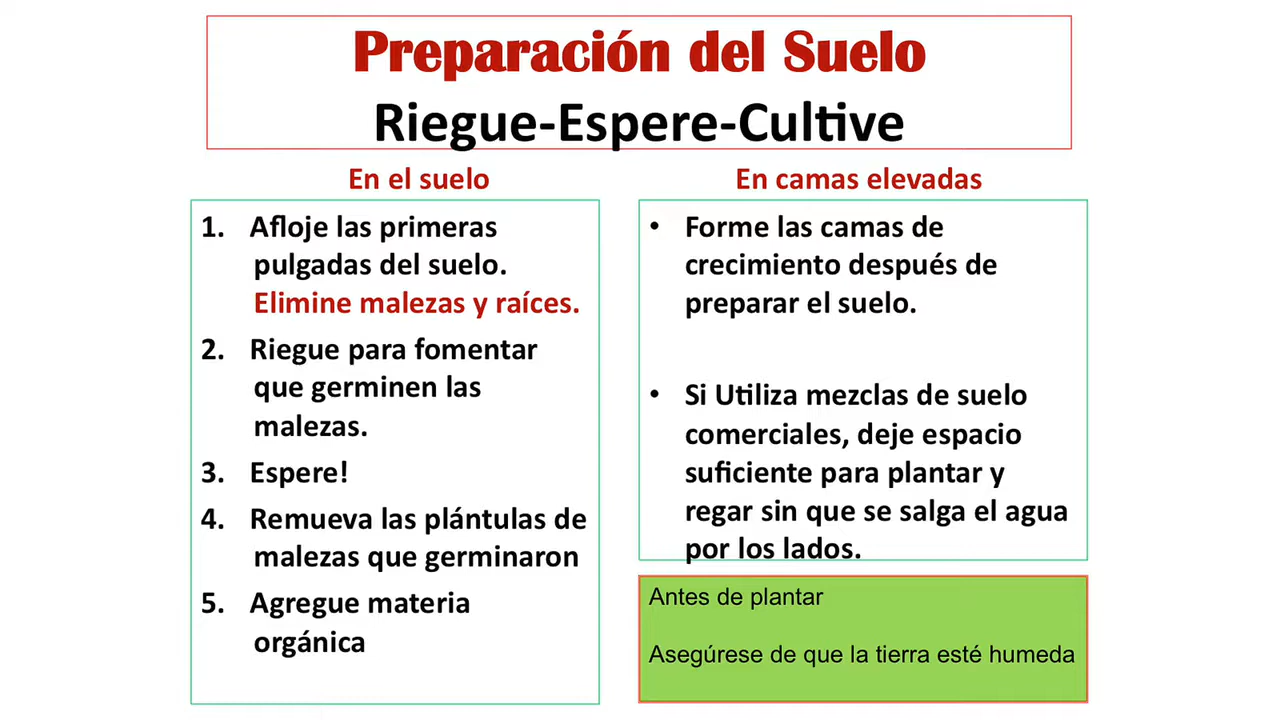 Preparación del Suelo
Riegue-Espere-Cultive
En el suelo
1. Afloje las primeras
pulgadas del suelo.
Elimine malezas y raíces.
2. Riegue para fomentar
que germinen las
malezas.
3. Espere!
4. Remueva las plántulas de
malezas que germinaron
5. Agregue materia
orgánica
En camas elevadas
• Forme las camas de
crecimiento después de
preparar el suelo.
• Si Utiliza mezclas de suelo
comerciales, deje espacio
suficiente para plantar y
regar sin que se salga el agua
por los lados.
Antes de plantar
Asegúrese de que la tierra esté humeda